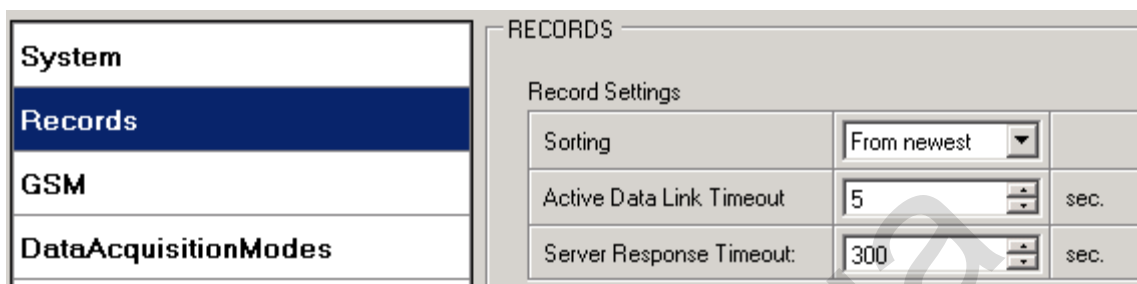 System
Records
GSM
DataAcquisitionModes
RECORDS
Record Settings
Sorting From newest
Active Data Link Timeout 5 sec.
Server Response Timeout: 300 sec.